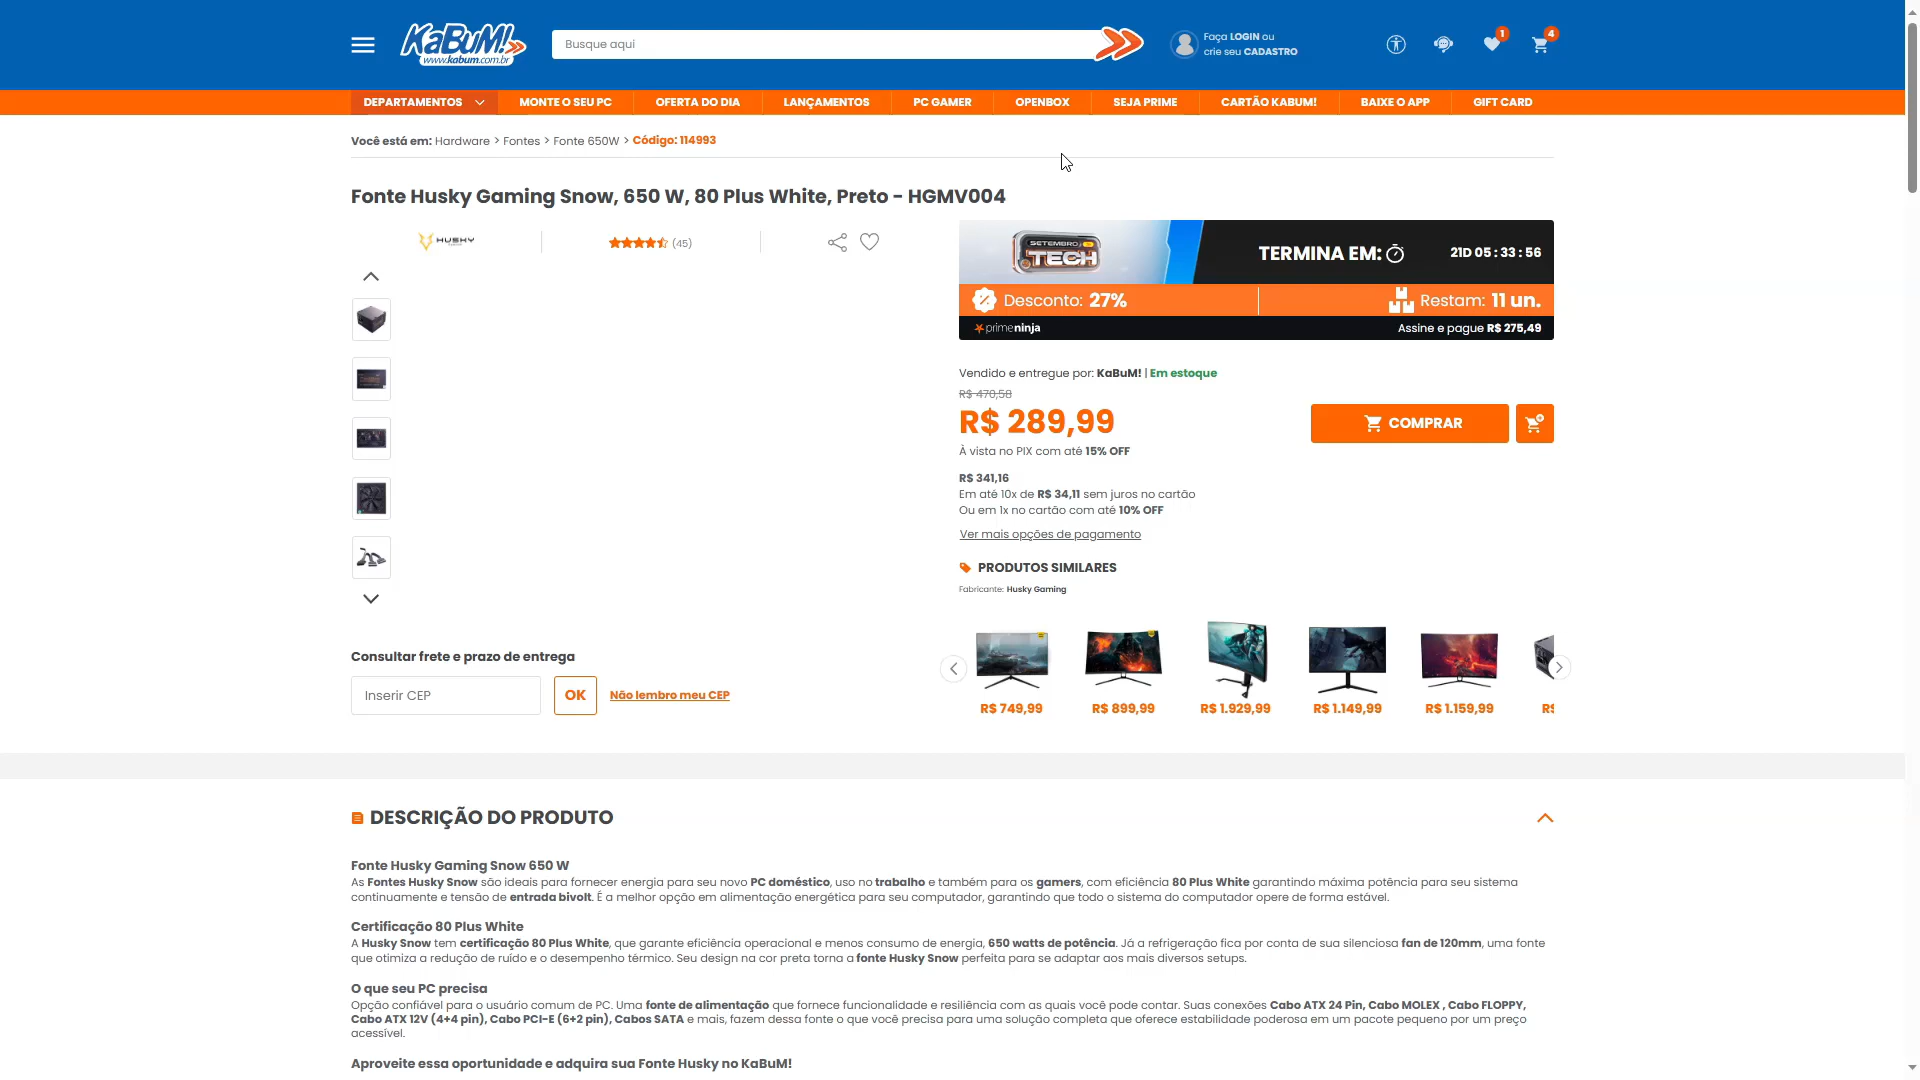 KaBuM!
www.kabum.com.br
Busque aqui
Faça LOGIN ou
crie seu CADASTRO
1
4
DEPARTAMENTOS
MONTE O SEU PC
OFERTA DO DIA
LANÇAMENTOS
PC GAMER
OPENBOX
SEJA PRIME
CARTÃO KABUM!
BAIXE O APP
GIFT CARD
Você está em: Hardware > Fontes > Fonte 650W > Código: 114993
Fonte Husky Gaming Snow, 650 W, 80 Plus White, Preto - HGMV004
HUSKY
(45)
SETEMBRO
TECH
TERMINA EM:
21D 05 : 33 : 56
Desconto: 27%
Restam: 11 un.
primeninja
Assine e pague R$ 275,49
Vendido e entregue por: KaBuM! | Em estoque
R$ 470,58
R$ 289,99
COMPRAR
À vista no PIX com até 15% OFF
R$ 341,16
Em até 10x de R$ 34,11 sem juros no cartão
Ou em 1x no cartão com até 10% OFF
Ver mais opções de pagamento
PRODUTOS SIMILARES
Fabricante: Husky Gaming
R$ 749,99
R$ 899,99
R$ 1.929,99
R$ 1.149,99
R$ 1.159,99
R$
Consultar frete e prazo de entrega
Inserir CEP
OK
Não lembro meu CEP
DESCRIÇÃO DO PRODUTO
Fonte Husky Gaming Snow 650 W
As Fontes Husky Snow são ideais para fornecer energia para seu novo PC doméstico, uso no trabalho e também para os gamers, com eficiência 80 Plus White garantindo máxima potência para seu sistema
continuamente e tensão de entrada bivolt. É a melhor opção em alimentação energética para seu computador, garantindo que todo o sistema do computador opere de forma estável.
Certificação 80 Plus White
A Husky Snow tem certificação 80 Plus White, que garante eficiência operacional e menos consumo de energia, 650 watts de potência. Já a refrigeração fica por conta de sua silenciosa fan de 120mm, uma fonte
que otimiza a redução de ruído e o desempenho térmico. Seu design na cor preta torna a fonte Husky Snow perfeita para se adaptar aos mais diversos setups.
O que seu PC precisa
Opção confiável para o usuário comum de PC. Uma fonte de alimentação que fornece funcionalidade e resiliência com as quais você pode contar. Suas conexões Cabo ATX 24 Pin, Cabo MOLEX , Cabo FLOPPY,
Cabo ATX 12V (4+4 pin), Cabo PCI-E (6+2 pin), Cabos SATA e mais, fazem dessa fonte o que você precisa para uma solução completa que oferece estabilidade poderosa em um pacote pequeno por um preço
acessível.
Aproveite essa oportunidade e adquira sua Fonte Husky no KaBuM!